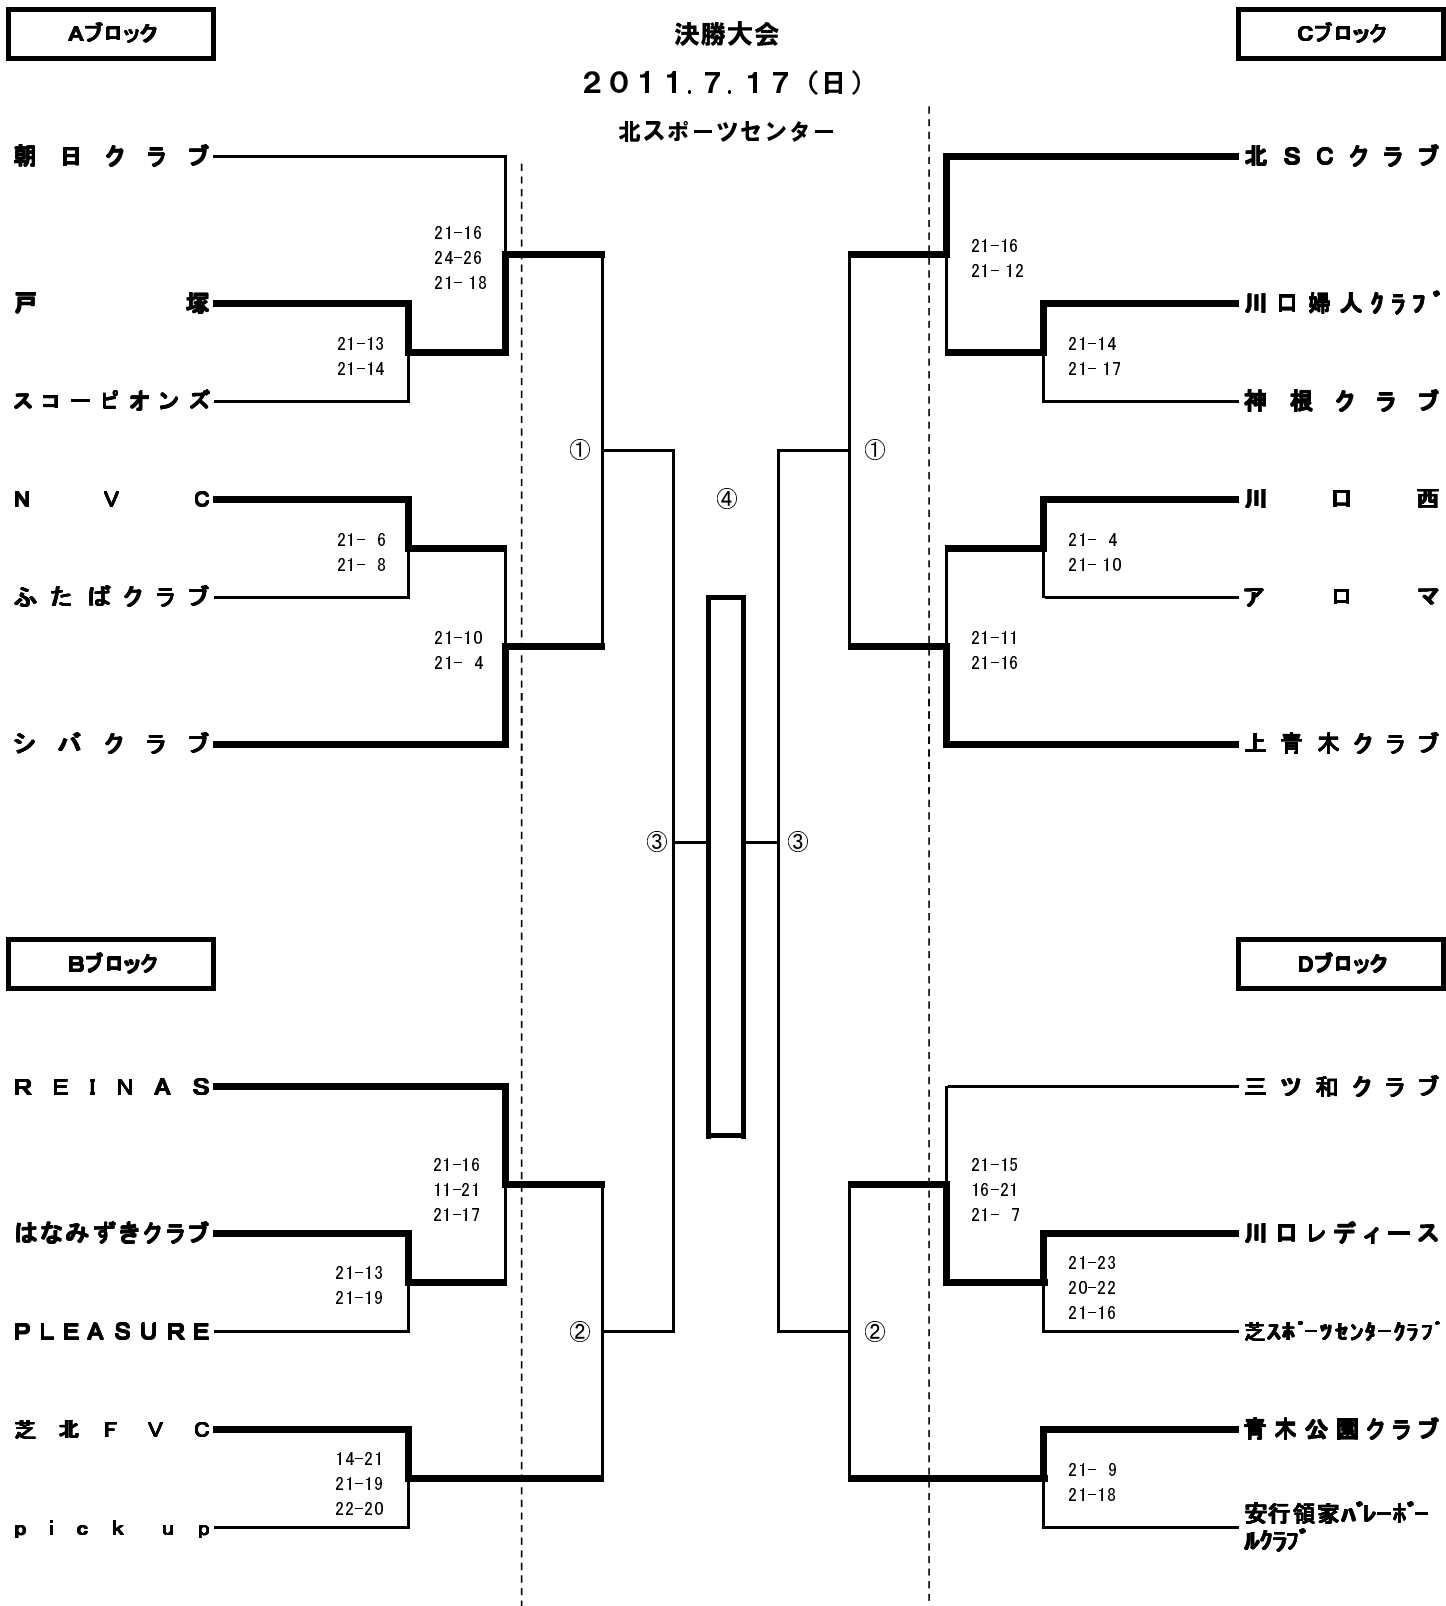 Aブロック
決勝大会
Cブロック
2011.7.17(日)
北スポーツセンター
朝日クラブ
21-16
24-26
21-18
戸塚
21-13
21-14
スコーピオンズ
①
NVC
21- 6
21- 8
ふたばクラブ
21-10
21- 4
シバクラブ
③
Bブロック
REINAS
21-16
11-21
21-17
はなみずきクラブ
21-13
21-19
PLEASURE
②
芝北FVC
14-21
21-19
22-20
pick up
④
北SCクラブ
21-16
21-12
川口婦人クラブ
21-14
21-17
神根クラブ
①
川口西
21- 4
21-10
アロマ
21-11
21-16
上青木クラブ
③
Dブロック
三ツ和クラブ
21-15
16-21
21- 7
川口レディース
21-23
20-22
21-16
芝スポーツセンタークラブ
②
青木公園クラブ
21- 9
21-18
安行領家バレーボー
ルクラブ